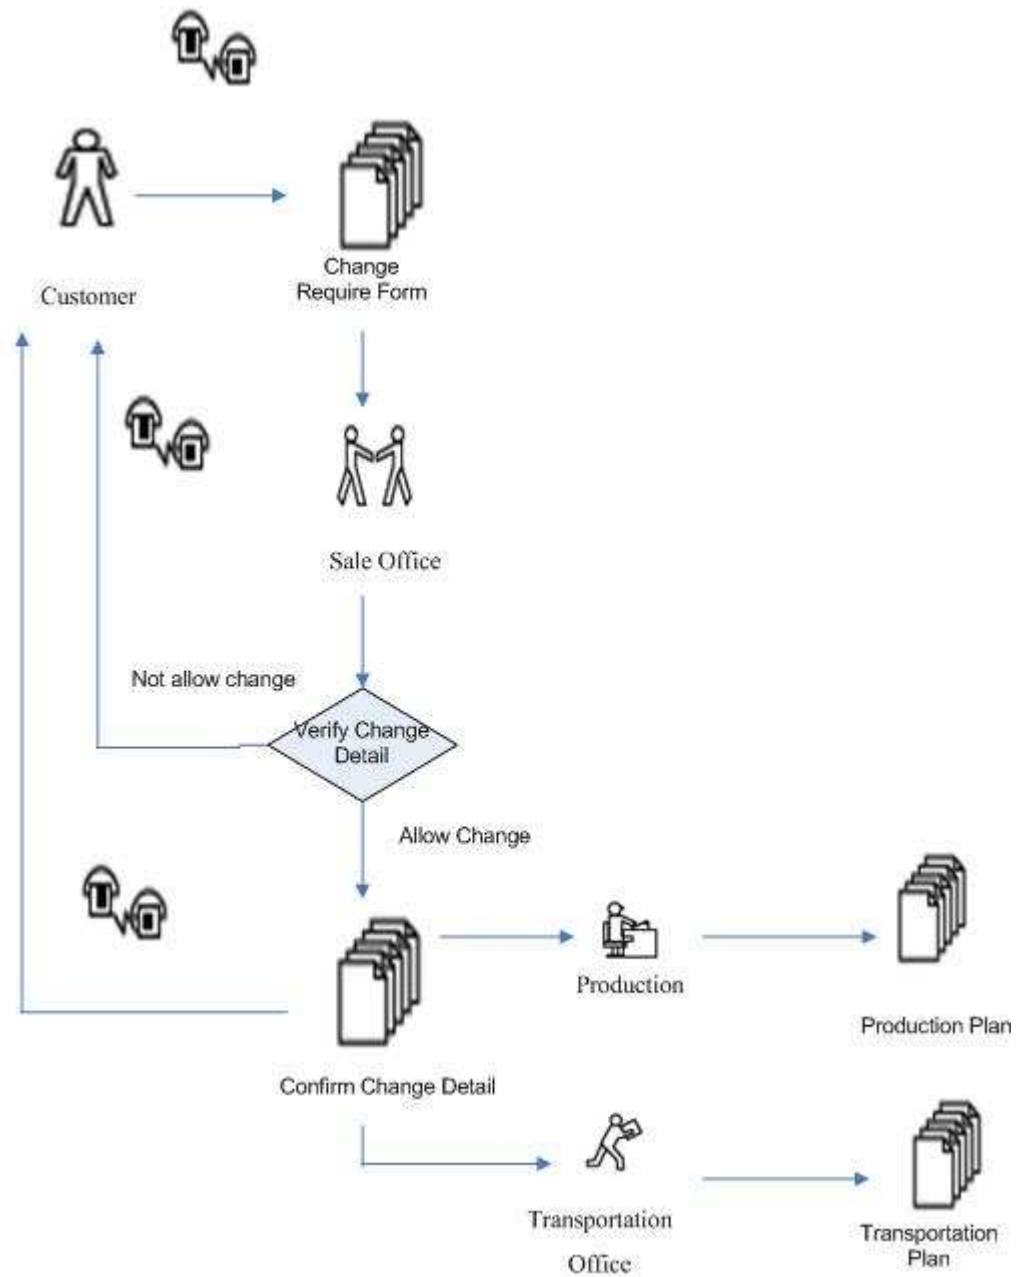 Change
Require Form
Customer
Sale Office
Not allow change
Verify Change
Detail
Allow Change
Production
Production Plan
Confirm Change Detail
Transportation
Office
Transportation
Plan